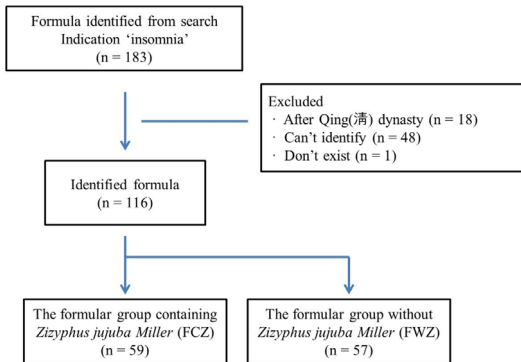 Formula identified from search
Indication ‘insomnia’
(n = 183)
Excluded
· After Qing(淸) dynasty (n = 18)
· Can’t identify (n = 48)
· Don’t exist (n = 1)
Identified formula
(n = 116)
The formular group containing
Zizyphus jujuba Miller (FCZ)
(n = 59)
The formular group without
Zizyphus jujuba Miller (FWZ)
(n = 57)